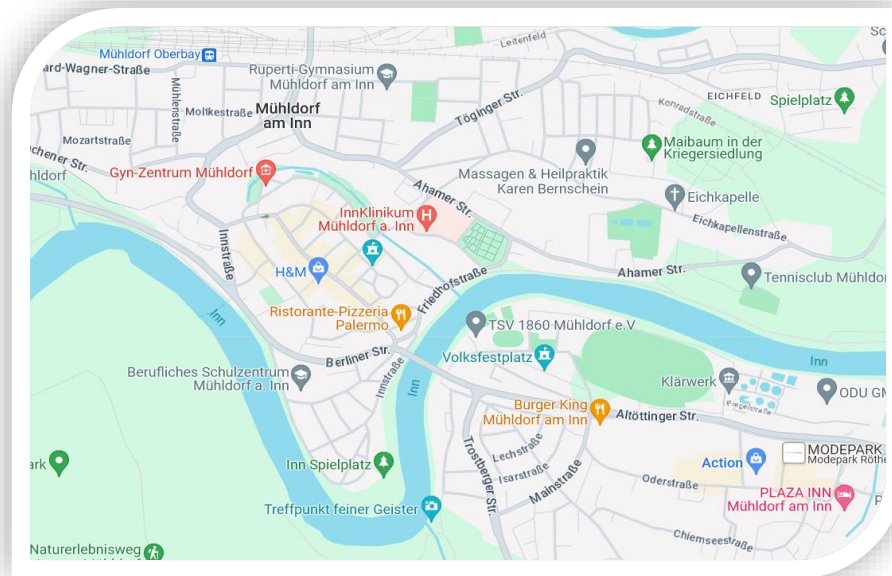 Leitenfeld
Sc
Mühldorf Oberbay
ard-Wagner-Straße
Ruperti-Gymnasium
Mühldorf am Inn
Mühlenstraße
Moltkestraße
Mühldorf
am Inn
Töginger Str.
EICHFELD
Spielplatz
Konradstraße
Mozartstraße
chener Str.
hldorf
Gyn-Zentrum Mühldorf
Massagen & Heilpraktik
Karen Bernschein
Maibaum in der
Kriegersiedlung
Eichkapelle
Ahamer Str.
InnKlinikum
Mühldorf a. Inn
Eichkapellenstraße
Innstraße
H&M
Friedhofstraße
Ahamer Str.
Tennisclub Mühldor
Inn
Ristorante-Pizzeria
Palermo
TSV 1860 Mühldorf e.V
Berliner Str.
Volksfestplatz
Inn
Berufliches Schulzentrum
Mühldorf a. Inn
Innstraße
Inn
Klärwerk
ODU GM
Burger King
Mühldorf am Inn
Altöttinger Str.
Trostberger Str.
Lechstraße
MODEPARK
Modepark Röthe
ark
Inn Spielplatz
Isarstraße
Mainstraße
Action
Oderstraße
PLAZA INN
Mühldorf am Inn
P
Treffpunkt feiner Geister
Chiemseestraße
Naturerlebnisweg